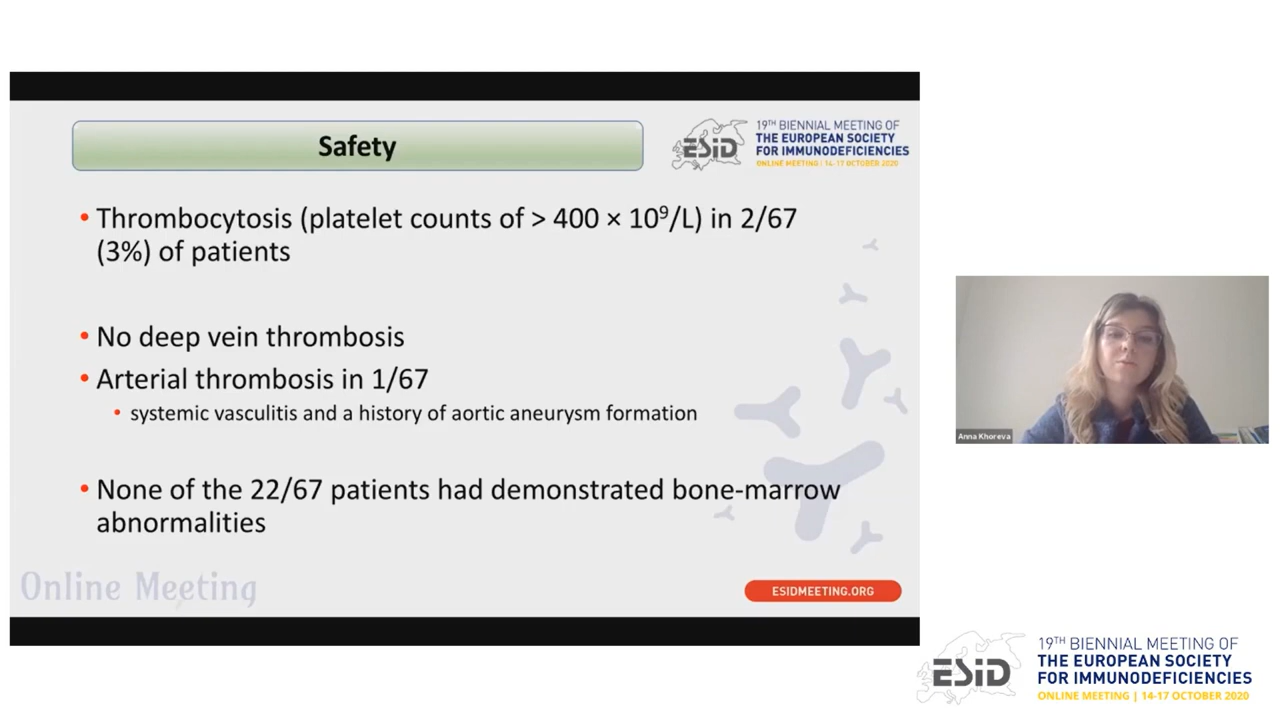 Safety
ESiD
19TH BIENNIAL MEETING OF
THE EUROPEAN SOCIETY
FOR IMMUNODEFICIENCIES
ONLINE MEETING | 14-17 OCTOBER 2020
• Thrombocytosis (platelet counts of > 400 × 10⁹/L) in 2/67
(3%) of patients
• No deep vein thrombosis
• Arterial thrombosis in 1/67
• systemic vasculitis and a history of aortic aneurysm formation
• None of the 22/67 patients had demonstrated bone-marrow
abnormalities
Online Meeting
ESIDMEETING.ORG
Anna Khoreva
ESiD
19TH BIENNIAL MEETING OF
THE EUROPEAN SOCIETY
FOR IMMUNODEFICIENCIES
ONLINE MEETING | 14-17 OCTOBER 2020